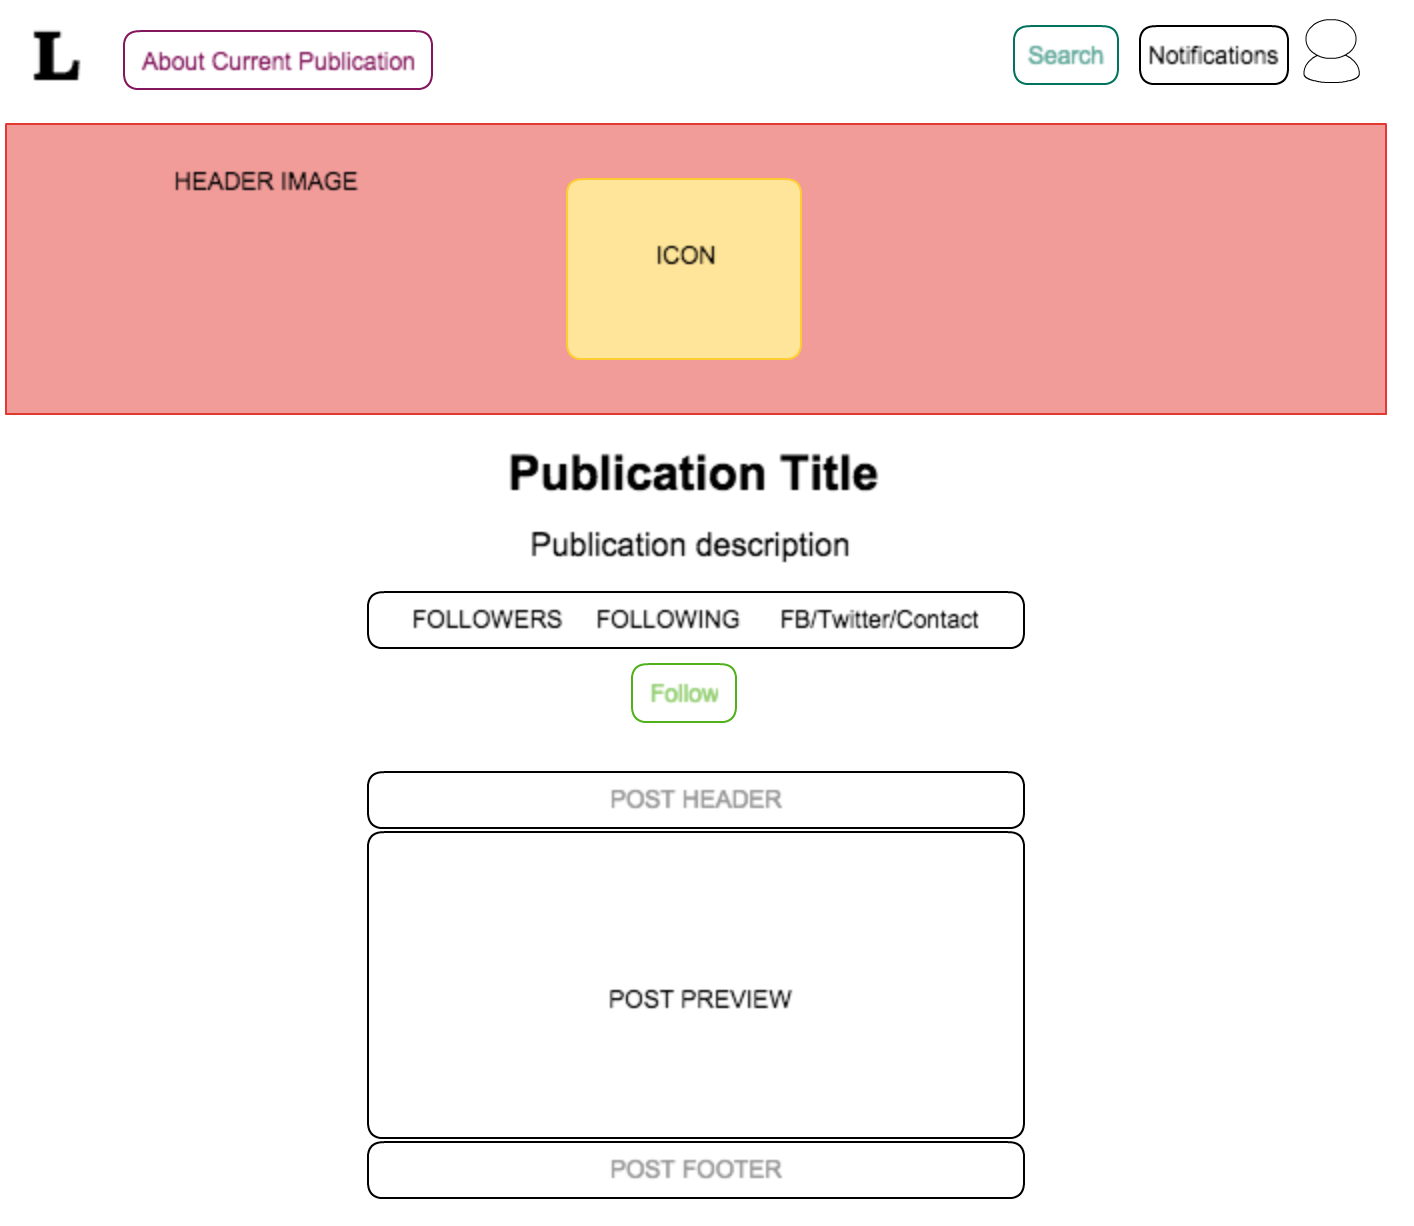 L
About Current Publication
Search
Notifications
HEADER IMAGE
ICON
Publication Title
Publication description
FOLLOWERS FOLLOWING FB/Twitter/Contact
Follow
POST HEADER
POST PREVIEW
POST FOOTER